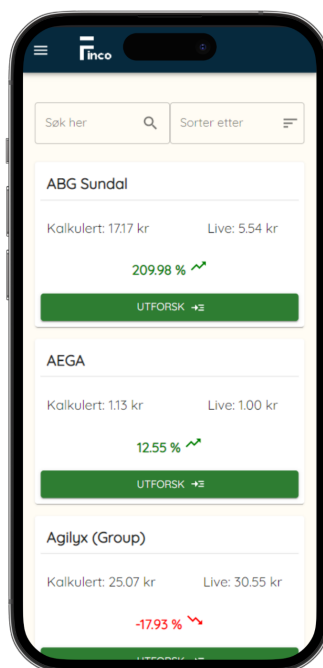 Finco
Søk her Sorter etter
ABG Sundal
Kalkulert: 17.17 kr Live: 5.54 kr
209.98 %
UTFORSK
AEGA
Kalkulert: 1.13 kr Live: 1.00 kr
12.55 %
UTFORSK
Agilyx (Group)
Kalkulert: 25.07 kr Live: 30.55 kr
-17.93 %
UTFORSK